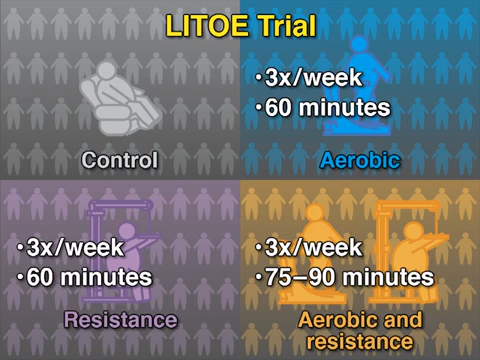 LITOE Trial
Control
•3x/week
•60 minutes
Aerobic
•3x/week
•60 minutes
Resistance
•3x/week
•75–90 minutes
Aerobic and
resistance